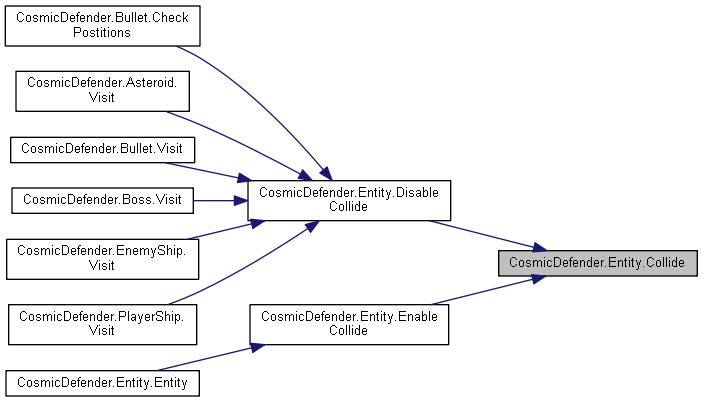 CosmicDefender.Bullet.Check
Postitions
CosmicDefender.Asteroid.
Visit
CosmicDefender.Bullet.Visit
CosmicDefender.Boss.Visit
CosmicDefender.EnemyShip.
Visit
CosmicDefender.PlayerShip.
Visit
CosmicDefender.Entity.Entity
CosmicDefender.Entity.Disable
Collide
CosmicDefender.Entity.Enable
Collide
CosmicDefender.Entity.Collide